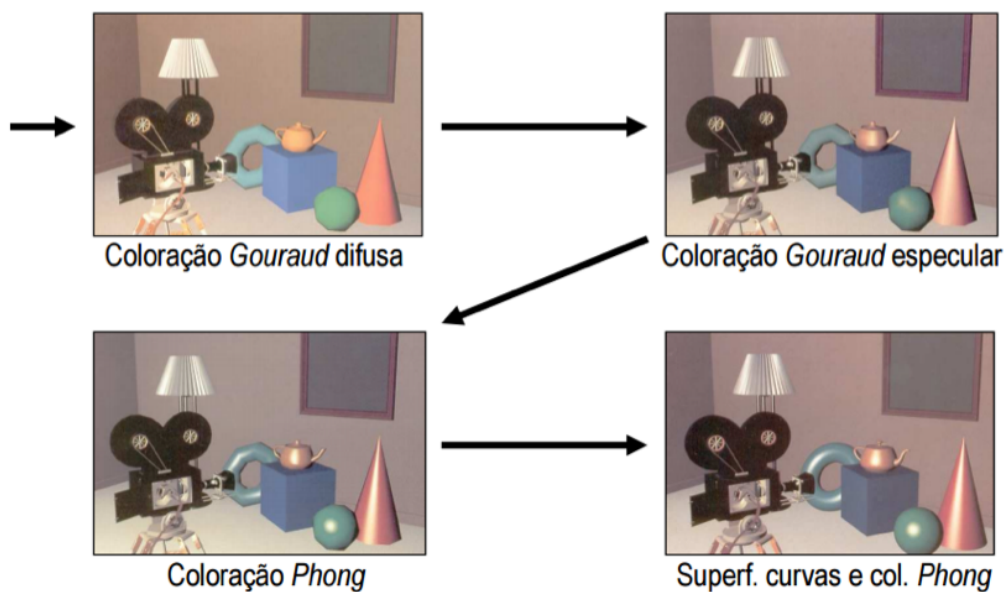 Coloração Gouraud difusa
Coloração Gouraud especular
Coloração Phong
Superf. curvas e col. Phong